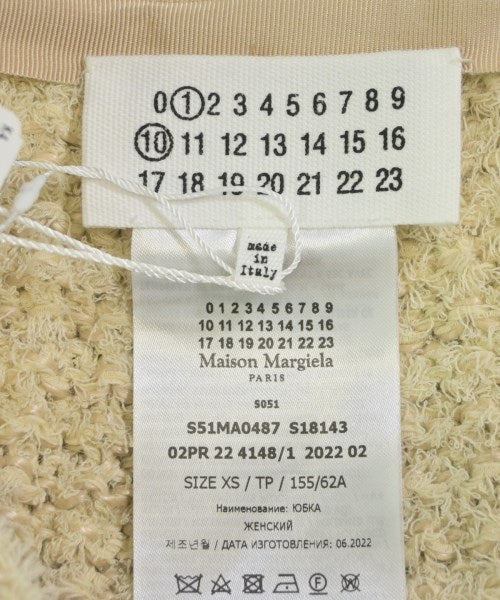 0 1 2 3 4 5 6 7 8 9
10 11 12 13 14 15 16
17 18 19 20 21 22 23
made
in
Italy
0 1 2 3 4 5 6 7 8 9
10 11 12 13 14 15 16
17 18 19 20 21 22 23
Maison Margiela
PARIS
S051
S51MA0487 S18143
02PR 22 4148/1 2022 02
SIZE XS / TP / 155/62A
Наименование: ЮБКА
ЖЕНСКИЙ
제조년월 / ДАТА ИЗГОТОВЛЕНИЯ: 06.2022